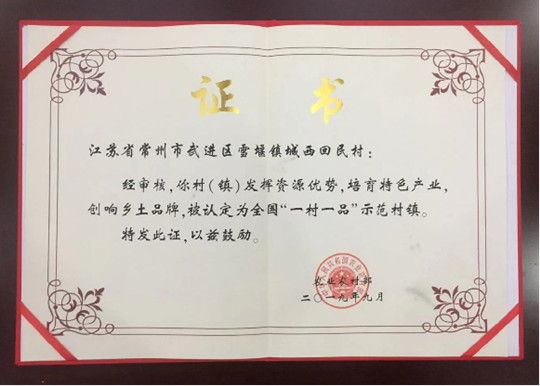 证书
江苏省常州市武进区雪堰镇城西回民村：
经审核，你村(镇)发挥资源优势，培育特色产业，
创响乡土品牌，被认定为全国“一村一品”示范村镇。
特发此证，以兹鼓励。
农业农村部
二〇一九年九月